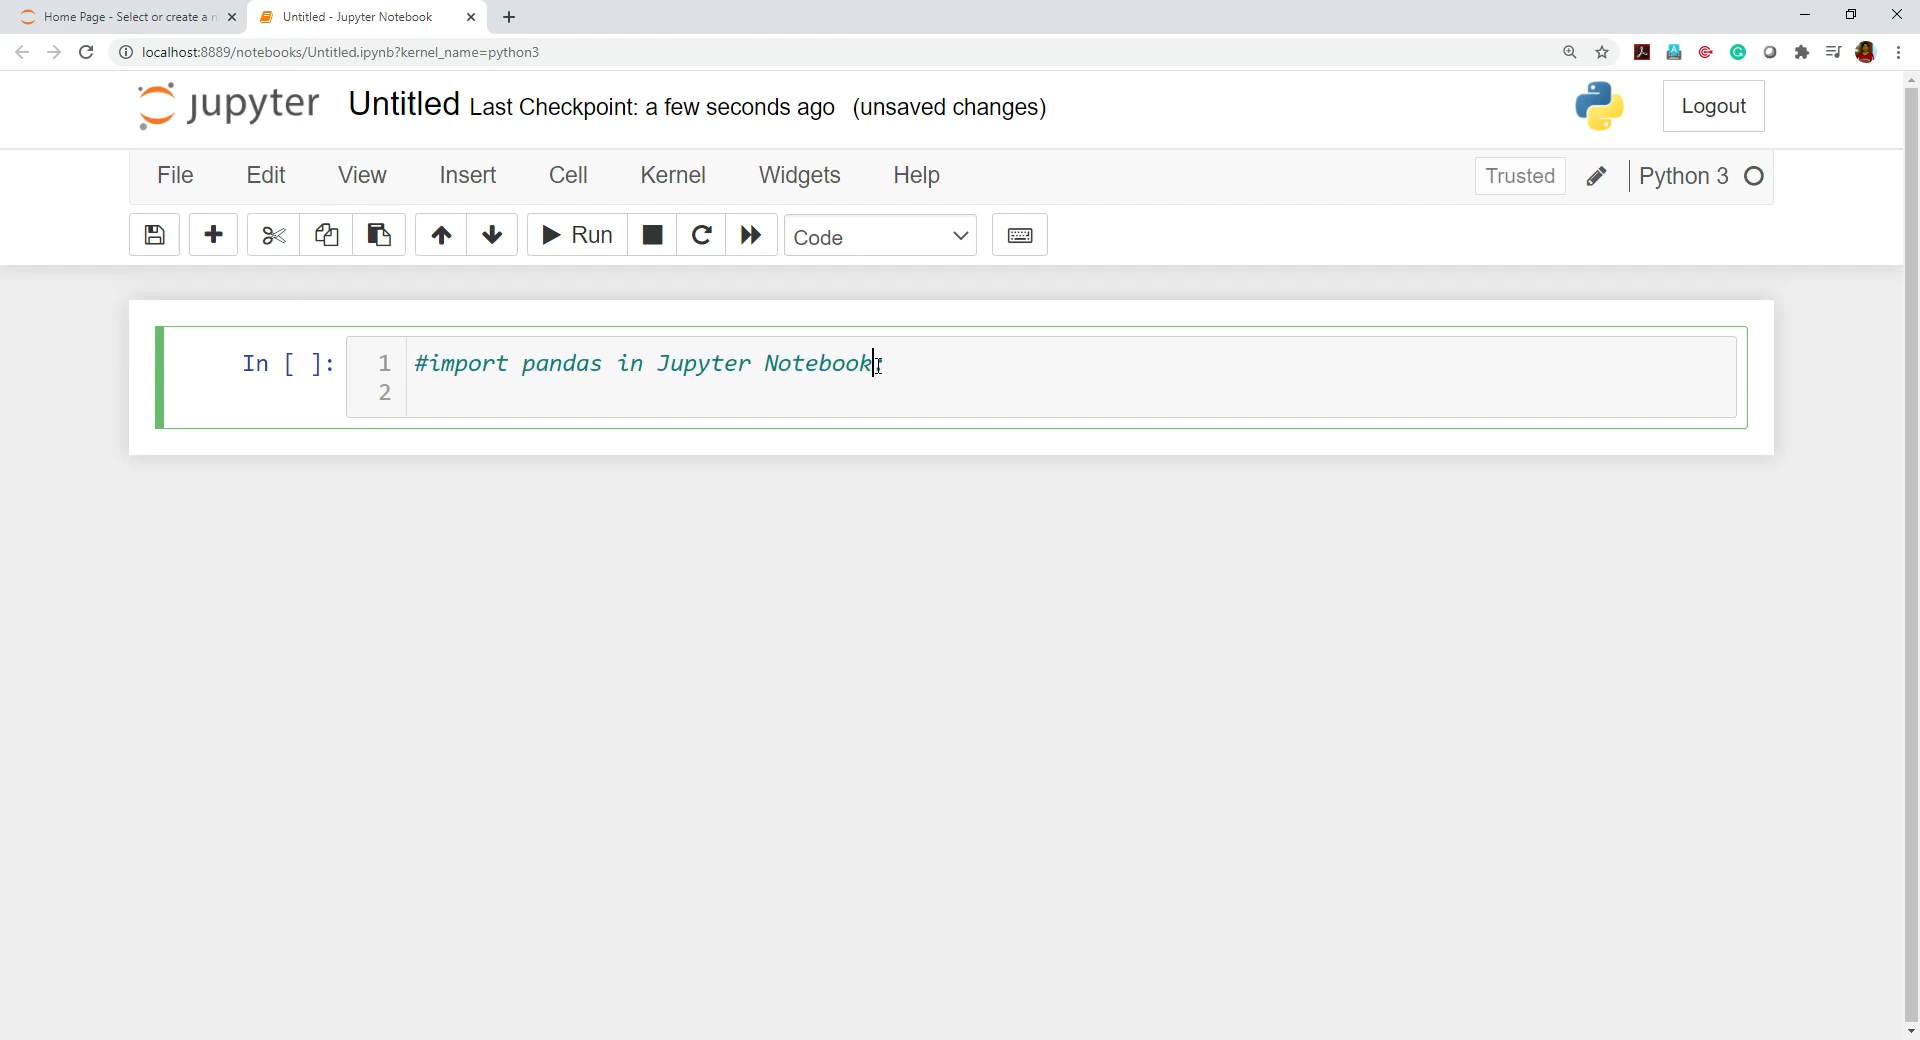 Home Page - Select or create a n
Untitled - Jupyter Notebook
localhost:8889/notebooks/Untitled.ipynb?kernel_name=python3
jupyter Untitled Last Checkpoint: a few seconds ago (unsaved changes)
Logout
File Edit View Insert Cell Kernel Widgets Help
Trusted
Python 3
Run
Code
In [ ]:
1 #import pandas in Jupyter Notebook
2